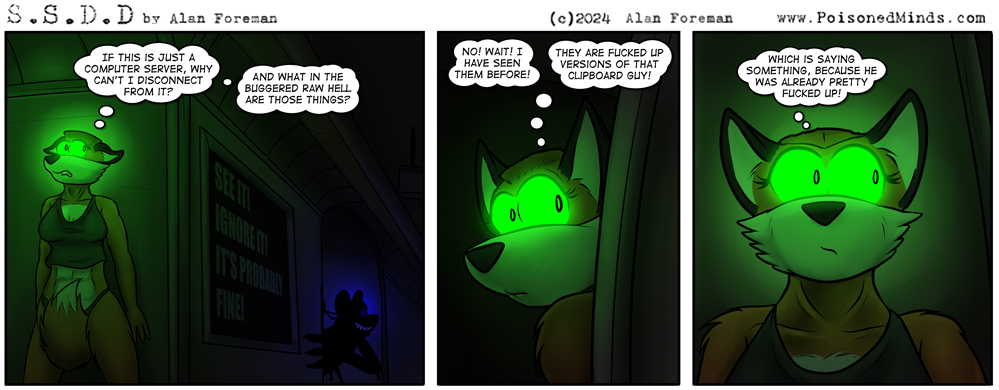 S.S.D.D by Alan Foreman
(c)2024 Alan Foreman
www.PoisonedMinds.com
IF THIS IS JUST A
COMPUTER SERVER, WHY
CAN'T I DISCONNECT
FROM IT?
AND WHAT IN THE
BUGGERED RAW HELL
ARE THOSE THINGS?
SEE IT!
IGNORE IT!
IT'S PROBABLY
FINE!
NO! WAIT! I
HAVE SEEN
THEM BEFORE!
THEY ARE FUCKED UP
VERSIONS OF THAT
CLIPBOARD GUY!
WHICH IS SAYING
SOMETHING, BECAUSE HE
WAS ALREADY PRETTY
FUCKED UP!